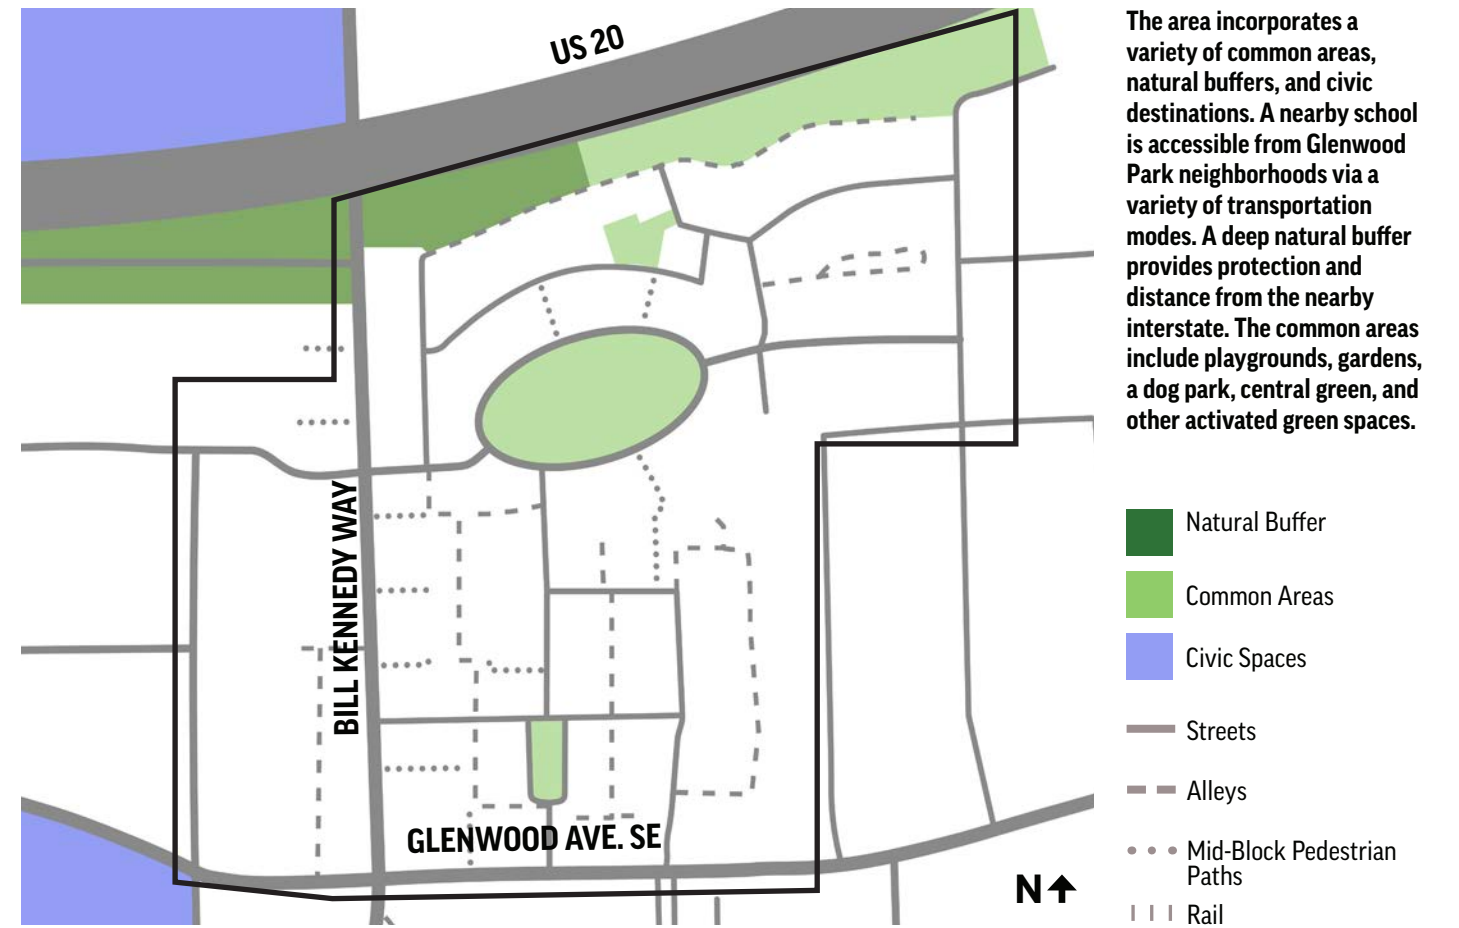 US 20
BILL KENNEDY WAY
GLENWOOD AVE. SE
N
The area incorporates a
variety of common areas,
natural buffers, and civic
destinations. A nearby school
is accessible from Glenwood
Park neighborhoods via a
variety of transportation
modes. A deep natural buffer
provides protection and
distance from the nearby
interstate. The common areas
include playgrounds, gardens,
a dog park, central green, and
other activated green spaces.
Natural Buffer
Common Areas
Civic Spaces
Streets
Alleys
Mid-Block Pedestrian
Paths
Rail